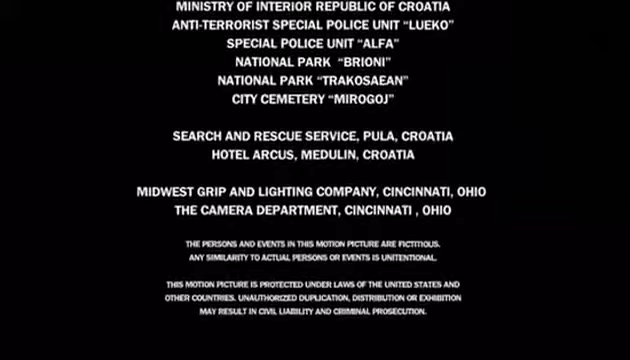 MINISTRY OF INTERIOR REPUBLIC OF CROATIA
ANTI-TERRORIST SPECIAL POLICE UNIT “LUEKO”
SPECIAL POLICE UNIT “ALFA”
NATIONAL PARK “BRIONI”
NATIONAL PARK “TRAKOSAEAN”
CITY CEMETERY “MIROGOJ”
SEARCH AND RESCUE SERVICE, PULA, CROATIA
HOTEL ARCUS, MEDULIN, CROATIA
MIDWEST GRIP AND LIGHTING COMPANY, CINCINNATI, OHIO
THE CAMERA DEPARTMENT, CINCINNATI , OHIO
THE PERSONS AND EVENTS IN THIS MOTION PICTURE ARE FICTITIOUS.
ANY SIMILARITY TO ACTUAL PERSONS OR EVENTS IS UNITENTIONAL.
THIS MOTION PICTURE IS PROTECTED UNDER LAWS OF THE UNITED STATES AND
OTHER COUNTRIES. UNAUTHORIZED DUPLICATION, DISTRIBUTION OR EXHIBITION
MAY RESULT IN CIVIL LIABILITY AND CRIMINAL PROSECUTION.